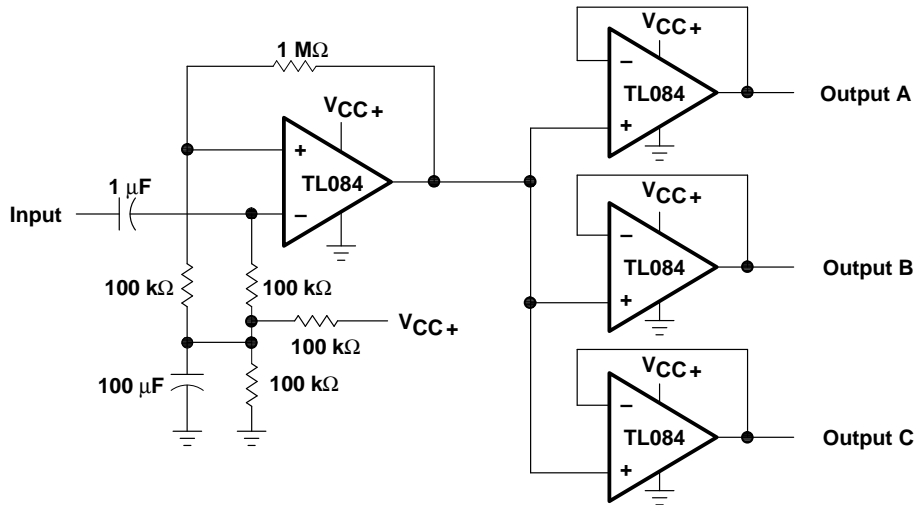 1 MΩ
VCC+
+
TL084
−
1 μF
Input
100 kΩ
100 kΩ
VCC+
100 kΩ
100 μF
100 kΩ
VCC+
−
TL084
+
Output A
VCC+
−
TL084
+
Output B
VCC+
−
TL084
+
Output C